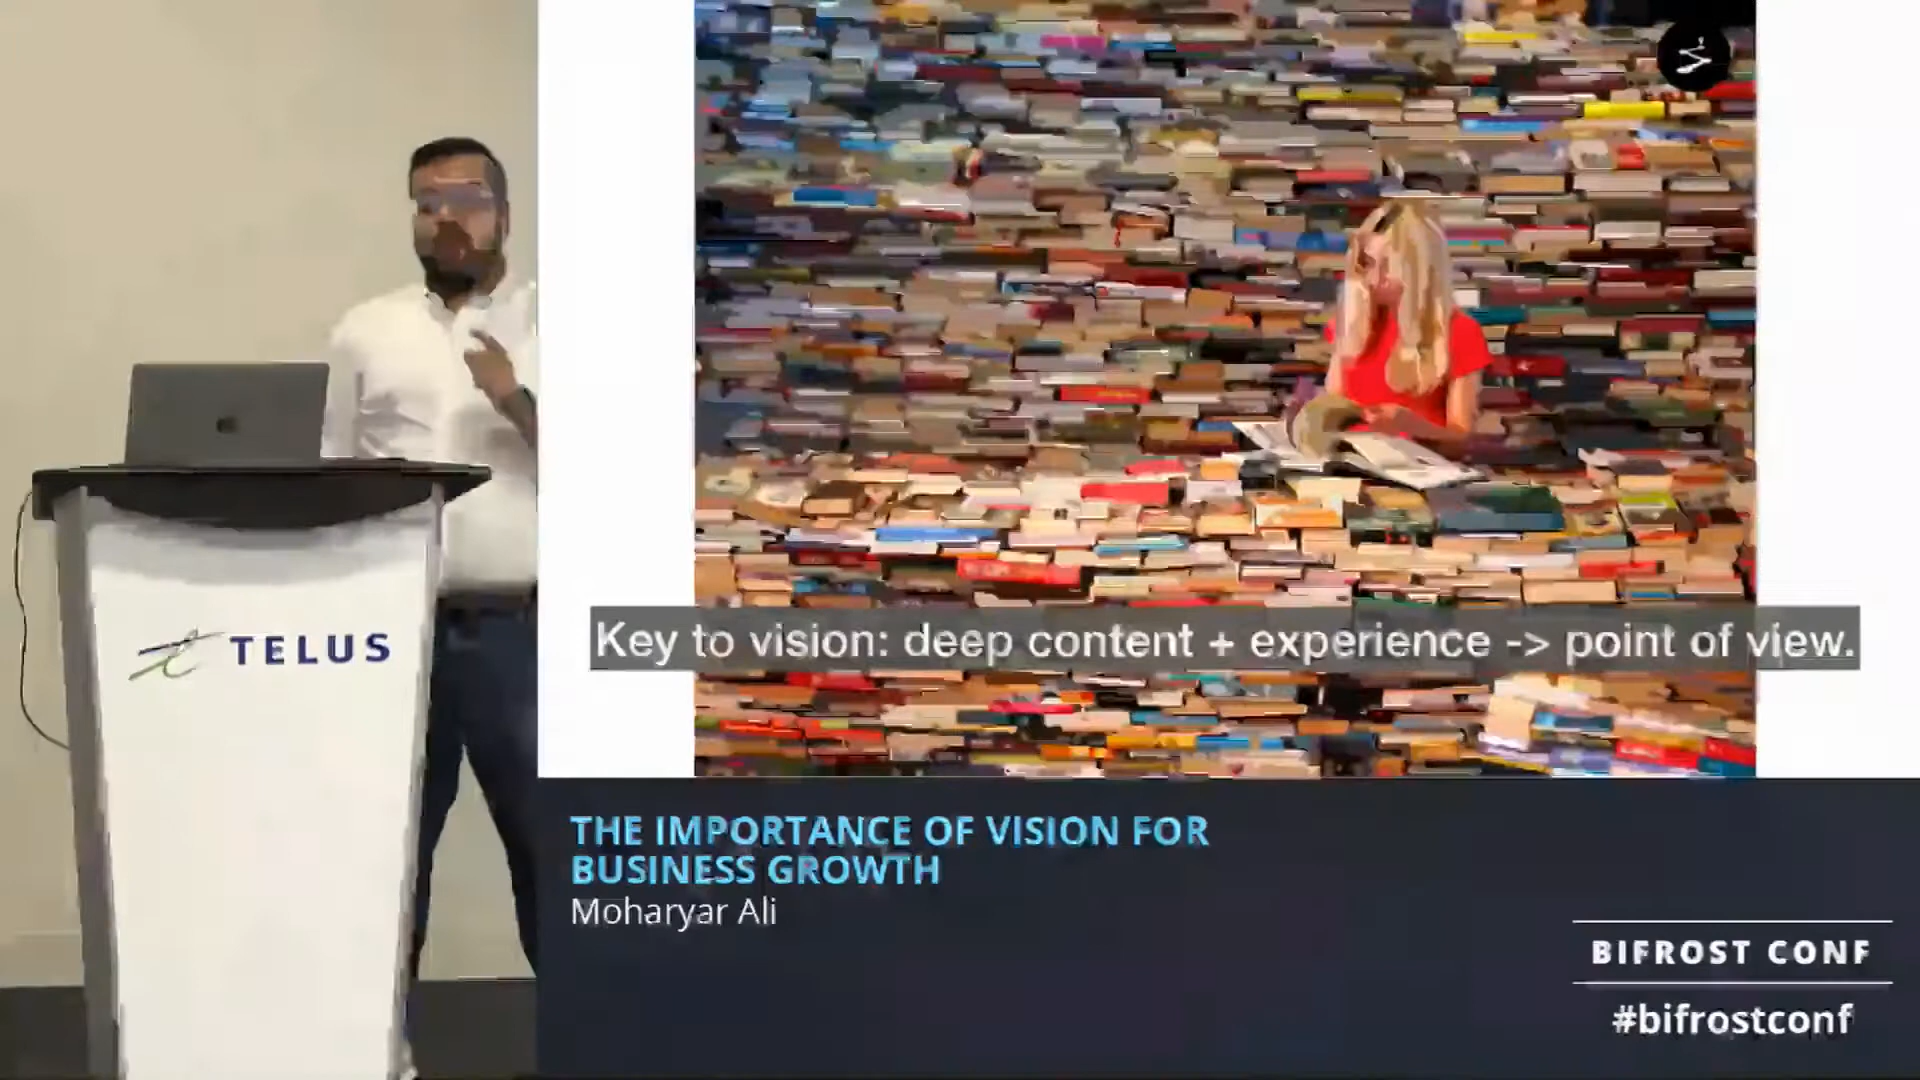 Key to vision: deep content + experience -> point of view.
TELUS
THE IMPORTANCE OF VISION FOR
BUSINESS GROWTH
Moharyar Ali
BIFROST CONF
#bifrostconf